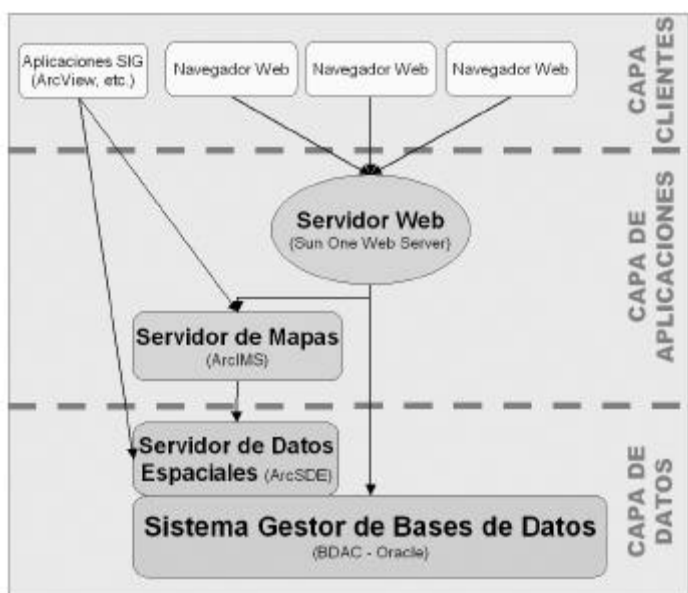 Aplicaciones SIG
(ArcView, etc.)
Navegador Web
Navegador Web
Navegador Web
CAPA
CLIENTES
Servidor Web
(Sun One Web Server)
CAPA DE
APLICACIONES
Servidor de Mapas
(ArcIMS)
Servidor de Datos
Espaciales (ArcSDE)
Sistema Gestor de Bases de Datos
(BDAC - Oracle)
CAPA DE
DATOS